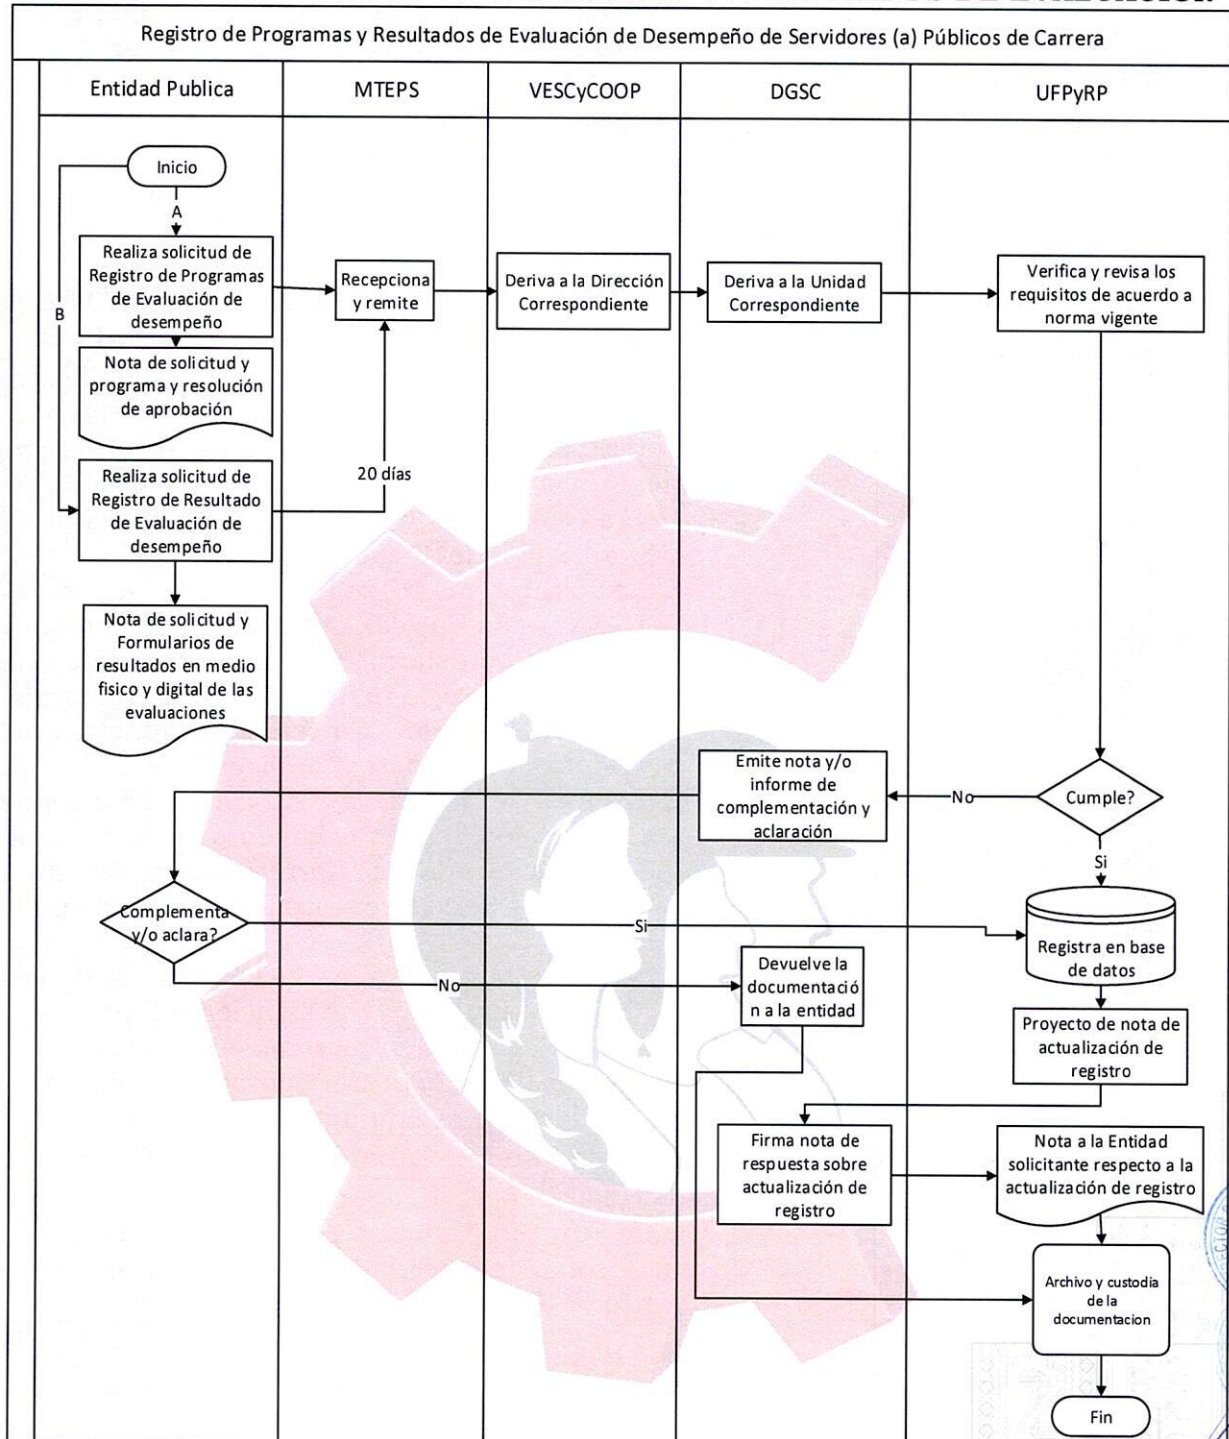 Registro de Programas y Resultados de Evaluación de Desempeño de Servidores (a) Públicos de Carrera
Entidad Publica
MTEPS
VESCyCOOP
DGSC
UFPyRP
Inicio
A
B
Realiza solicitud de
Registro de Programas
de Evaluación de
desempeño
Recepciona
y remite
Deriva a la Dirección
Correspondiente
Deriva a la Unidad
Correspondiente
Verifica y revisa los
requisitos de acuerdo a
norma vigente
Nota de solicitud y
programa y resolución
de aprobación
Realiza solicitud de
Registro de Resultado
de Evaluación de
desempeño
20 días
Nota de solicitud y
Formularios de
resultados en medio
fisico y digital de las
evaluaciones
Emite nota y/o
informe de
complementación y
aclaración
No
Cumple?
Si
Complementa
y/o aclara?
Si
Registra en base
de datos
No
Devuelve la
documentació
n a la entidad
Proyecto de nota de
actualización de
registro
Firma nota de
respuesta sobre
actualización de
registro
Nota a la Entidad
solicitante respecto a la
actualización de registro
Archivo y custodia
de la
documentacion
Fin